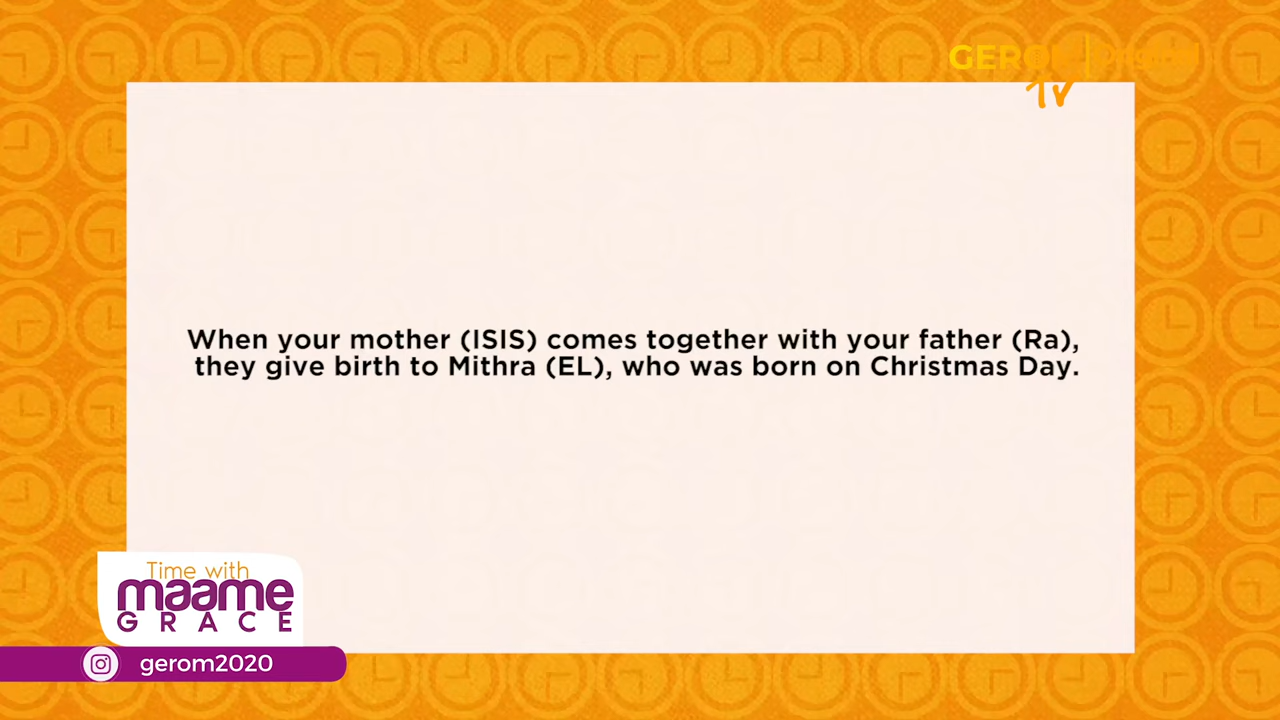 When your mother (ISIS) comes together with your father (Ra),
they give birth to Mithra (EL), who was born on Christmas Day.
Time with
maame
GRACE
gerom2020
TV